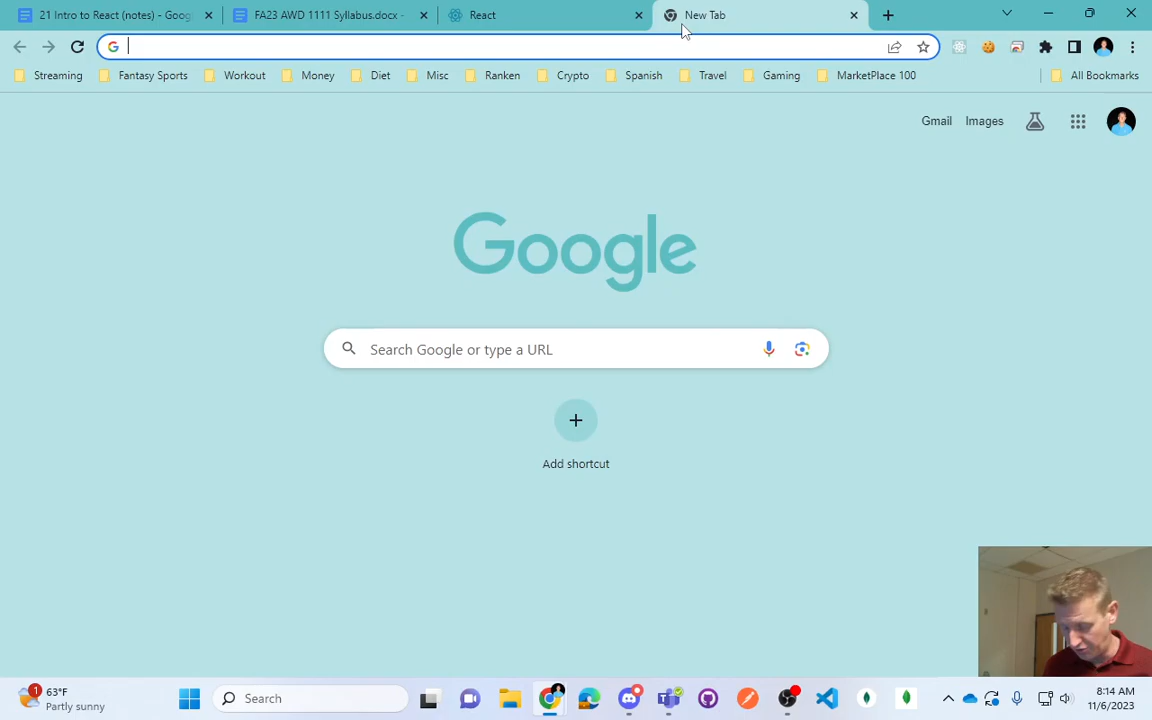 21 Intro to React (notes) - Goog
FA23 AWD 1111 Syllabus.docx -
React
New Tab
Streaming
Fantasy Sports
Workout
Money
Diet
Misc
Ranken
Crypto
Spanish
Travel
Gaming
MarketPlace 100
All Bookmarks
Gmail
Images
Google
Search Google or type a URL
Add shortcut
1
63°F
Partly sunny
Search
8:14 AM
11/6/2023